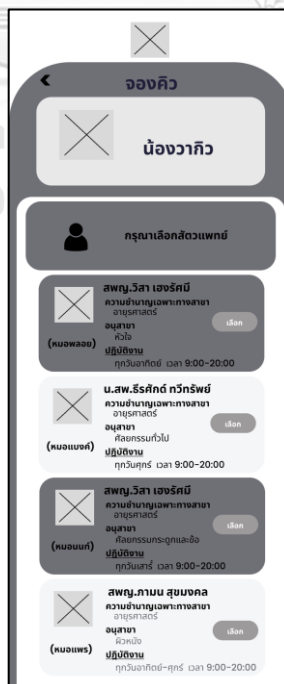 จองคิว
น้องวากิว
กรุณาเลือกสัตวแพทย์
สพญ.วิสา เฮงรัศมี
ความชำนาญเฉพาะทางสาขา
อายุรศาสตร์
อนุสาขา
หัวใจ
เลือก
(หมอพลอย)
ปฏิบัติงาน
ทุกวันอาทิตย์ เวลา 9:00-20:00
น.สพ.ธีรศักด์ ทวีทรัพย์
ความชำนาญเฉพาะทางสาขา
อายุรศาสตร์
อนุสาขา
ศัลยกรรมทั่วไป
เลือก
(หมอแบงค์)
ปฏิบัติงาน
ทุกวันศุกร์ เวลา 9:00-20:00
สพญ.วิสา เฮงรัศมี
ความชำนาญเฉพาะทางสาขา
อายุรศาสตร์
อนุสาขา
ศัลยกรรมกระดูกและข้อ
เลือก
(หมอนนท์)
ปฏิบัติงาน
ทุกวันเสาร์ เวลา 9:00-20:00
สพญ.ภามน สุขมงคล
ความชำนาญเฉพาะทางสาขา
อายุรศาสตร์
อนุสาขา
ผิวหนัง
เลือก
(หมอแพร)
ปฏิบัติงาน
ทุกวันอาทิตย์-ศุกร์ เวลา 9:00-20:00